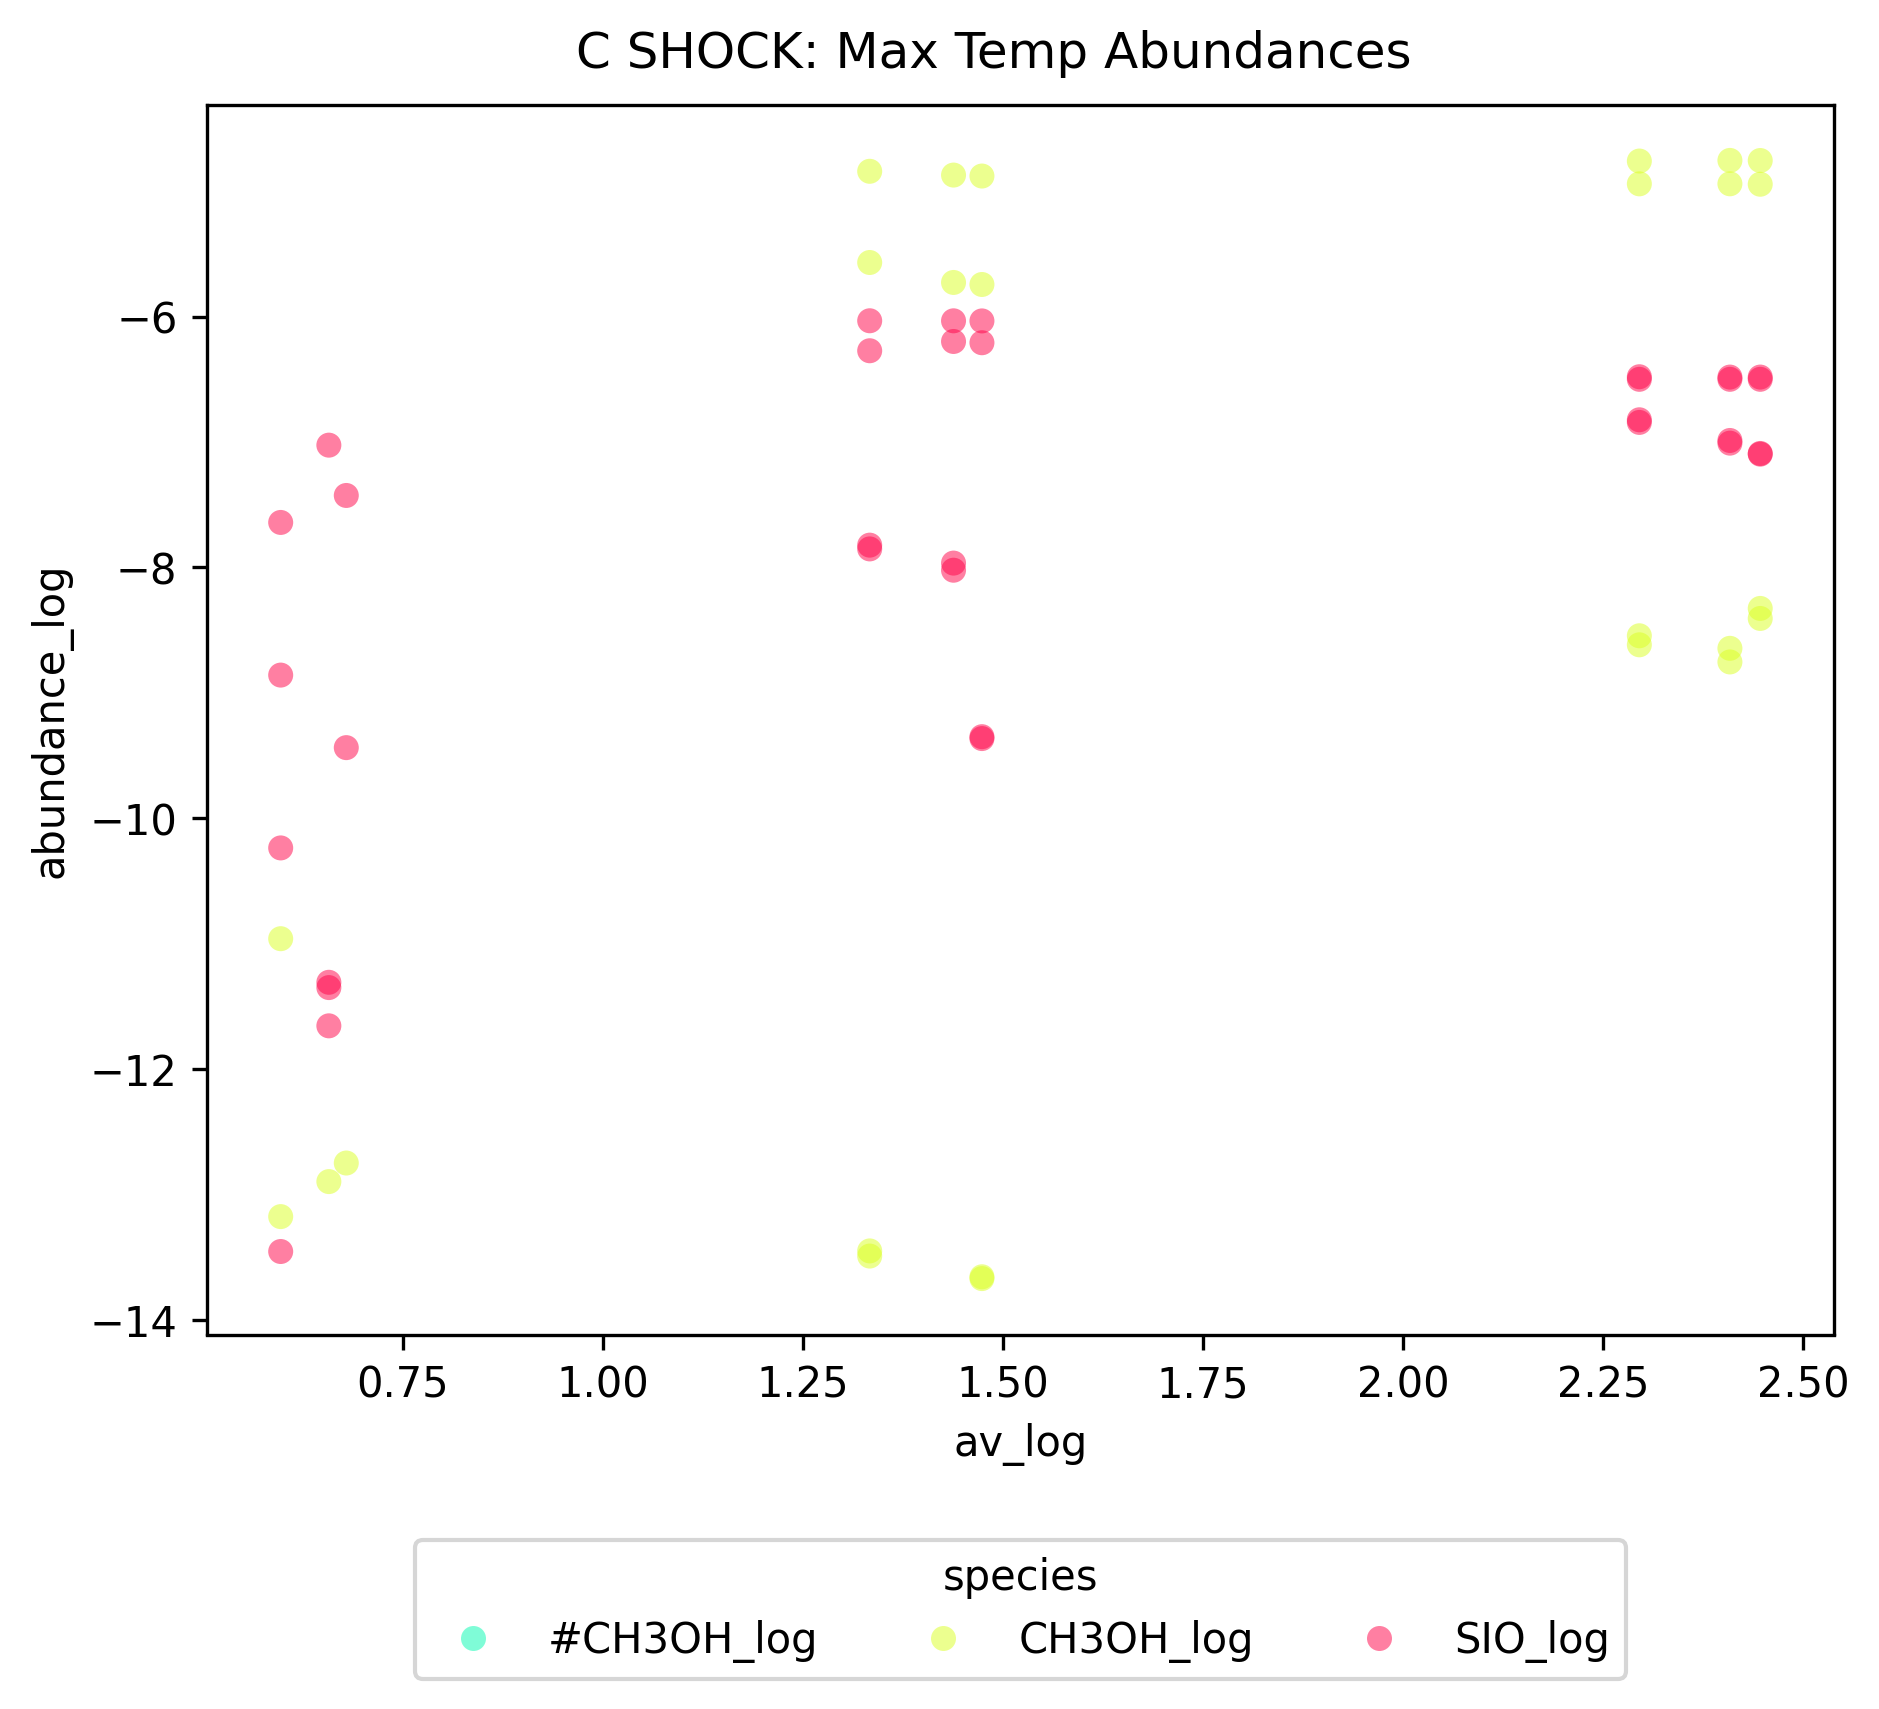 C SHOCK: Max Temp Abundances
abundance_log
−6
−8
−10
−12
−14
0.75 1.00 1.25 1.50 1.75 2.00 2.25 2.50
av_log
species
#CH3OH_log CH3OH_log SIO_log